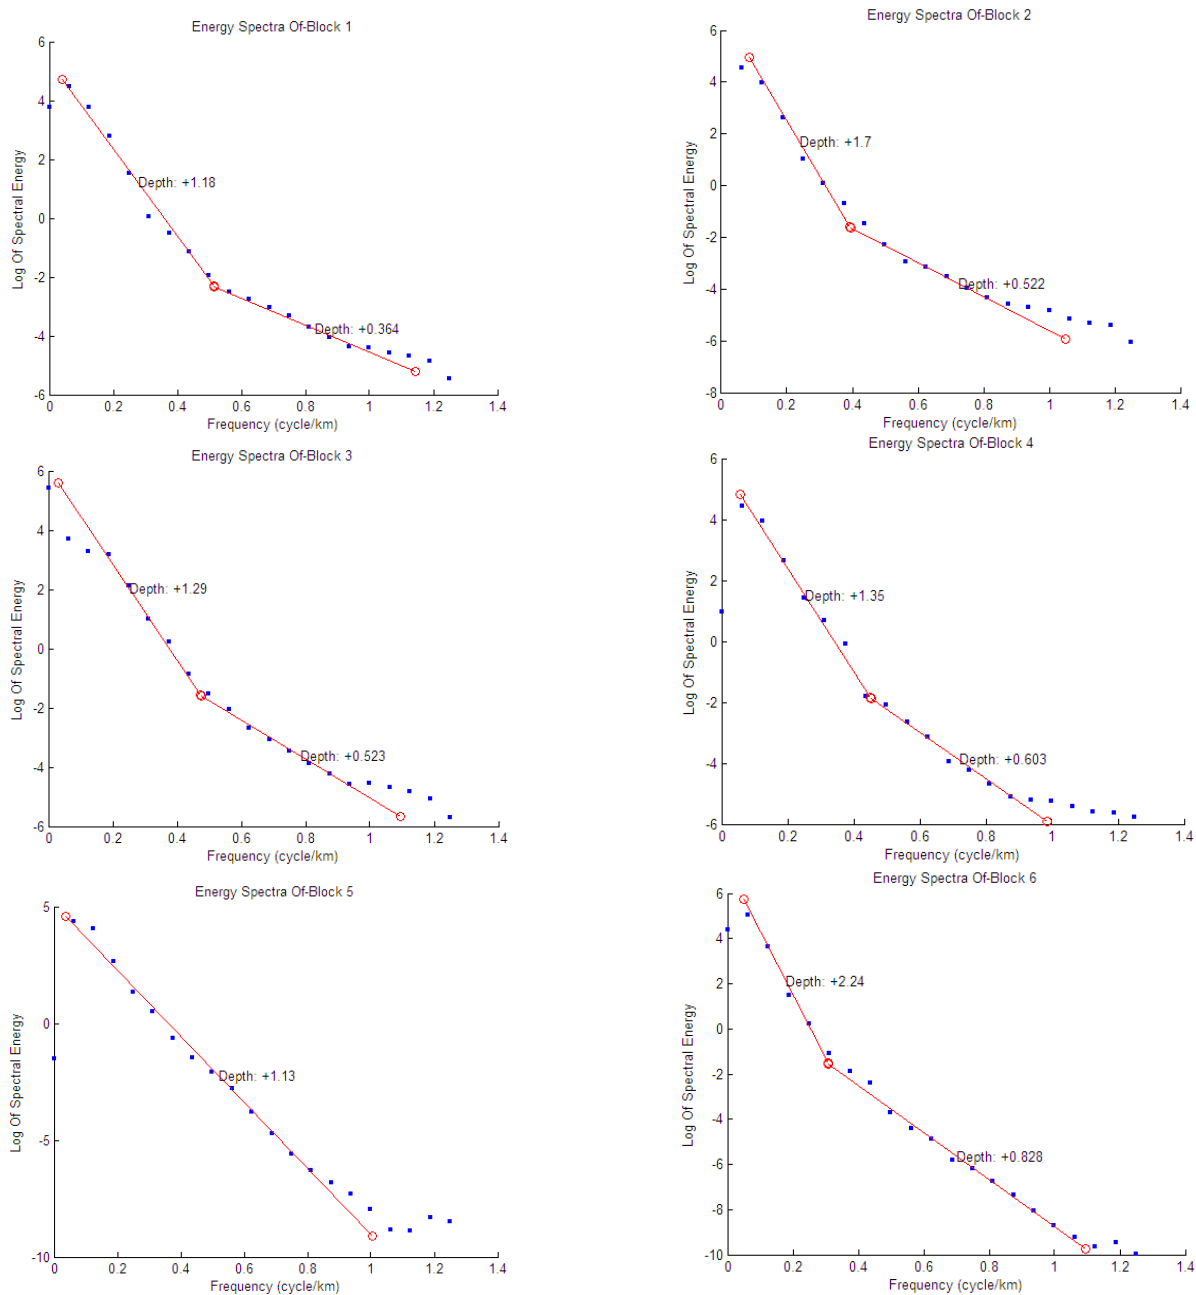 Energy Spectra Of-Block 1
6
4
2
0
-2
-4
-6
Log Of Spectral Energy
Depth: +1.18
Depth: +0.364
0 0.2 0.4 0.6 0.8 1 1.2 1.4
Frequency (cycle/km)
Energy Spectra Of-Block 2
6
4
2
0
-2
-4
-6
-8
Log Of Spectral Energy
Depth: +1.7
Depth: +0.522
0 0.2 0.4 0.6 0.8 1 1.2 1.4
Frequency (cycle/km)
Energy Spectra Of-Block 3
6
4
2
0
-2
-4
-6
Log Of Spectral Energy
Depth: +1.29
Depth: +0.523
0 0.2 0.4 0.6 0.8 1 1.2 1.4
Frequency (cycle/km)
Energy Spectra Of-Block 4
6
4
2
0
-2
-4
-6
Log Of Spectral Energy
Depth: +1.35
Depth: +0.603
0 0.2 0.4 0.6 0.8 1 1.2 1.4
Frequency (cycle/km)
Energy Spectra Of-Block 5
5
0
-5
-10
Log Of Spectral Energy
Depth: +1.13
0 0.2 0.4 0.6 0.8 1 1.2 1.4
Frequency (cycle/km)
Energy Spectra Of-Block 6
6
4
2
0
-2
-4
-6
-8
-10
Log Of Spectral Energy
Depth: +2.24
Depth: +0.828
0 0.2 0.4 0.6 0.8 1 1.2 1.4
Frequency (cycle/km)